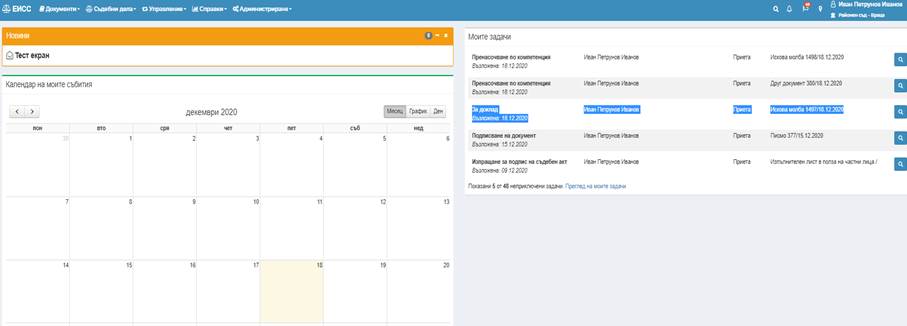 ЕИСС Документи Съдебни дела Управление Справки Администриране
Иван Петрунов Иванов
Районен съд - Враца
Новини
Тест екран
Календар на моите събития
декември 2020
Месец График Ден
пон вто сря чет пет съб нед
30 1 2 3 4 5 6
7 8 9 10 11 12 13
14 15 16 17 18 19 20
Моите задачи
Пренасочване по компетенция Иван Петрунов Иванов Приета Искова молба 1498/18.12.2020
Възложена: 18.12.2020
Пренасочване по компетенция Иван Петрунов Иванов Приета Друг документ 380/18.12.2020
Възложена: 18.12.2020
За доклад Иван Петрунов Иванов Приета Искова молба 1497/18.12.2020
Възложена: 18.12.2020
Подписване на документ Иван Петрунов Иванов Приета Писмо 377/15.12.2020
Възложена: 15.12.2020
Изпращане за подпис на съдебен акт Иван Петрунов Иванов Приета Изпълнителен лист в полза на частни лица /
Възложена: 09.12.2020
Показани 5 от 48 неприключени задачи. Преглед на моите задачи